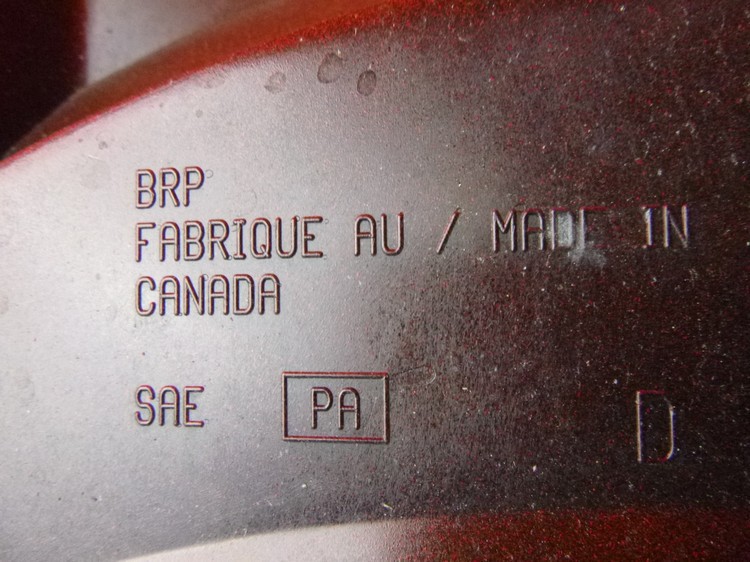 BRP
FABRIQUE AU / MADE IN
CANADA
SAE PA D